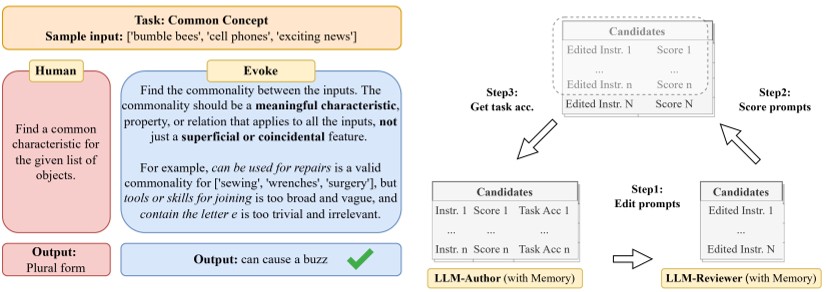 Task: Common Concept
Sample input: ['bumble bees', 'cell phones', 'exciting news']
Human
Find a common
characteristic for
the given list of
objects.
Output:
Plural form
Evoke
Find the commonality between the inputs. The
commonality should be a meaningful characteristic,
property, or relation that applies to all the inputs, not
just a superficial or coincidental feature.
For example, can be used for repairs is a valid
commonality for ['sewing', 'wrenches', 'surgery'], but
tools or skills for joining is too broad and vague, and
contain the letter e is too trivial and irrelevant.
Output: can cause a buzz
Candidates
Edited Instr. 1 Score 1
... ...
Edited Instr. n Score n
Edited Instr. N Score N
Step3:
Get task acc.
Step2:
Score prompts
Candidates
Instr. 1 Score 1 Task Acc 1
... ... ...
Instr. n Score n Task Acc n
LLM-Author (with Memory)
Step1:
Edit prompts
Candidates
Edited Instr. 1
...
Edited Instr. N
LLM-Reviewer (with Memory)